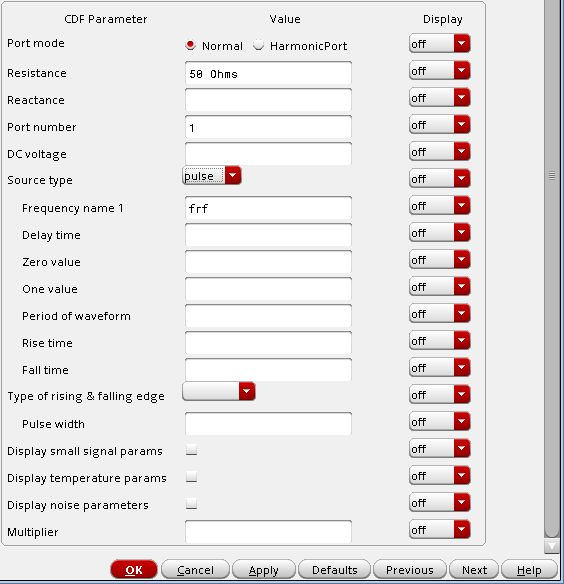 CDF Parameter Value Display
Port mode Normal HarmonicPort off
Resistance 50 Ohms off
Reactance off
Port number 1 off
DC voltage off
Source type pulse off
Frequency name 1 frf off
Delay time off
Zero value off
One value off
Period of waveform off
Rise time off
Fall time off
Type of rising & falling edge off
Pulse width off
Display small signal params off
Display temperature params off
Display noise parameters off
Multiplier off
OK Cancel Apply Defaults Previous Next Help